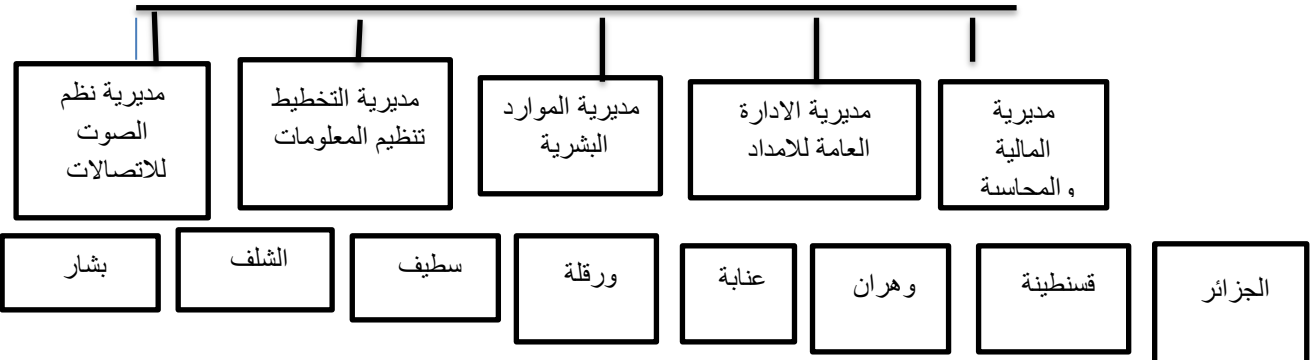 مديرية
المالية
والمحاسبة
مديرية الادارة
العامة للامداد
مديرية الموارد
البشرية
مديرية التخطيط
تنظيم المعلومات
مديرية نظم
الصوت
للاتصالات
الجزائر
قسنطينة
وهران
عنابة
ورقلة
سطيف
الشلف
بشار